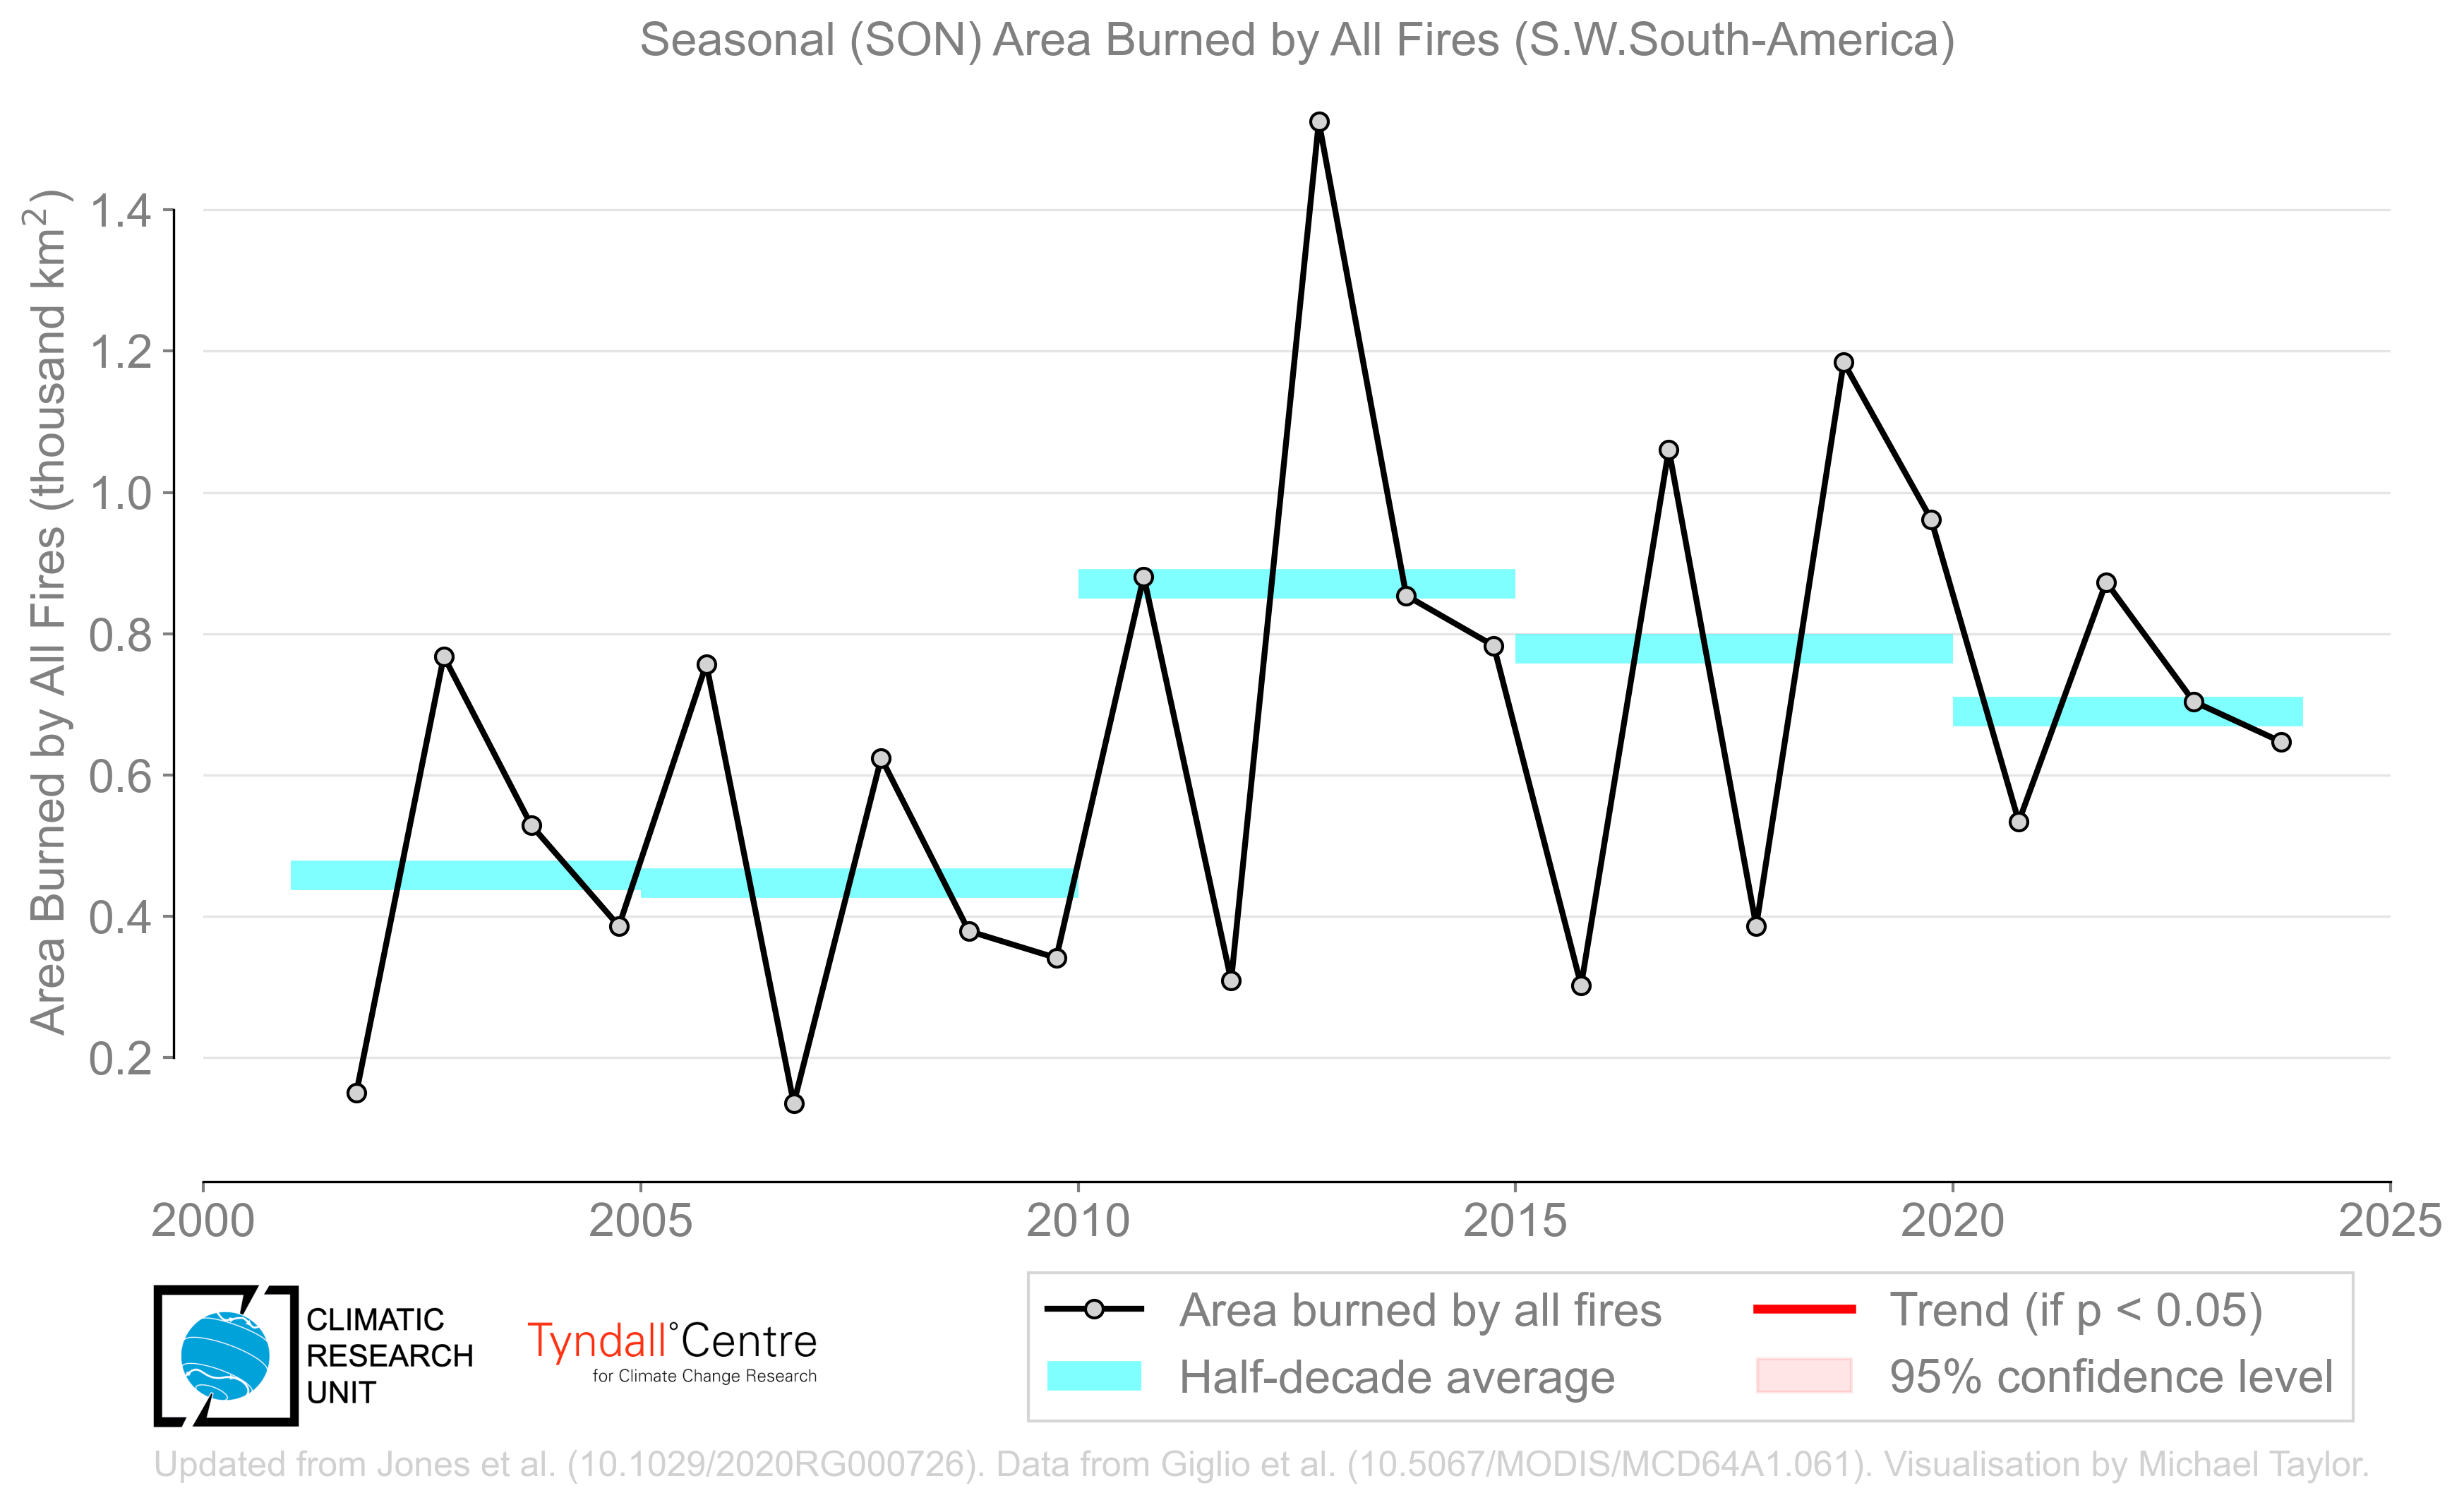 Seasonal (SON) Area Burned by All Fires (S.W.South-America)
Area Burned by All Fires (thousand km²)
1.4
1.2
1.0
0.8
0.6
0.4
0.2
2000 2005 2010 2015 2020 2025
CLIMATIC
RESEARCH
UNIT
Tyndall°Centre
for Climate Change Research
Area burned by all fires
Half-decade average
Trend (if p < 0.05)
95% confidence level
Updated from Jones et al. (10.1029/2020RG000726). Data from Giglio et al. (10.5067/MODIS/MCD64A1.061). Visualisation by Michael Taylor.